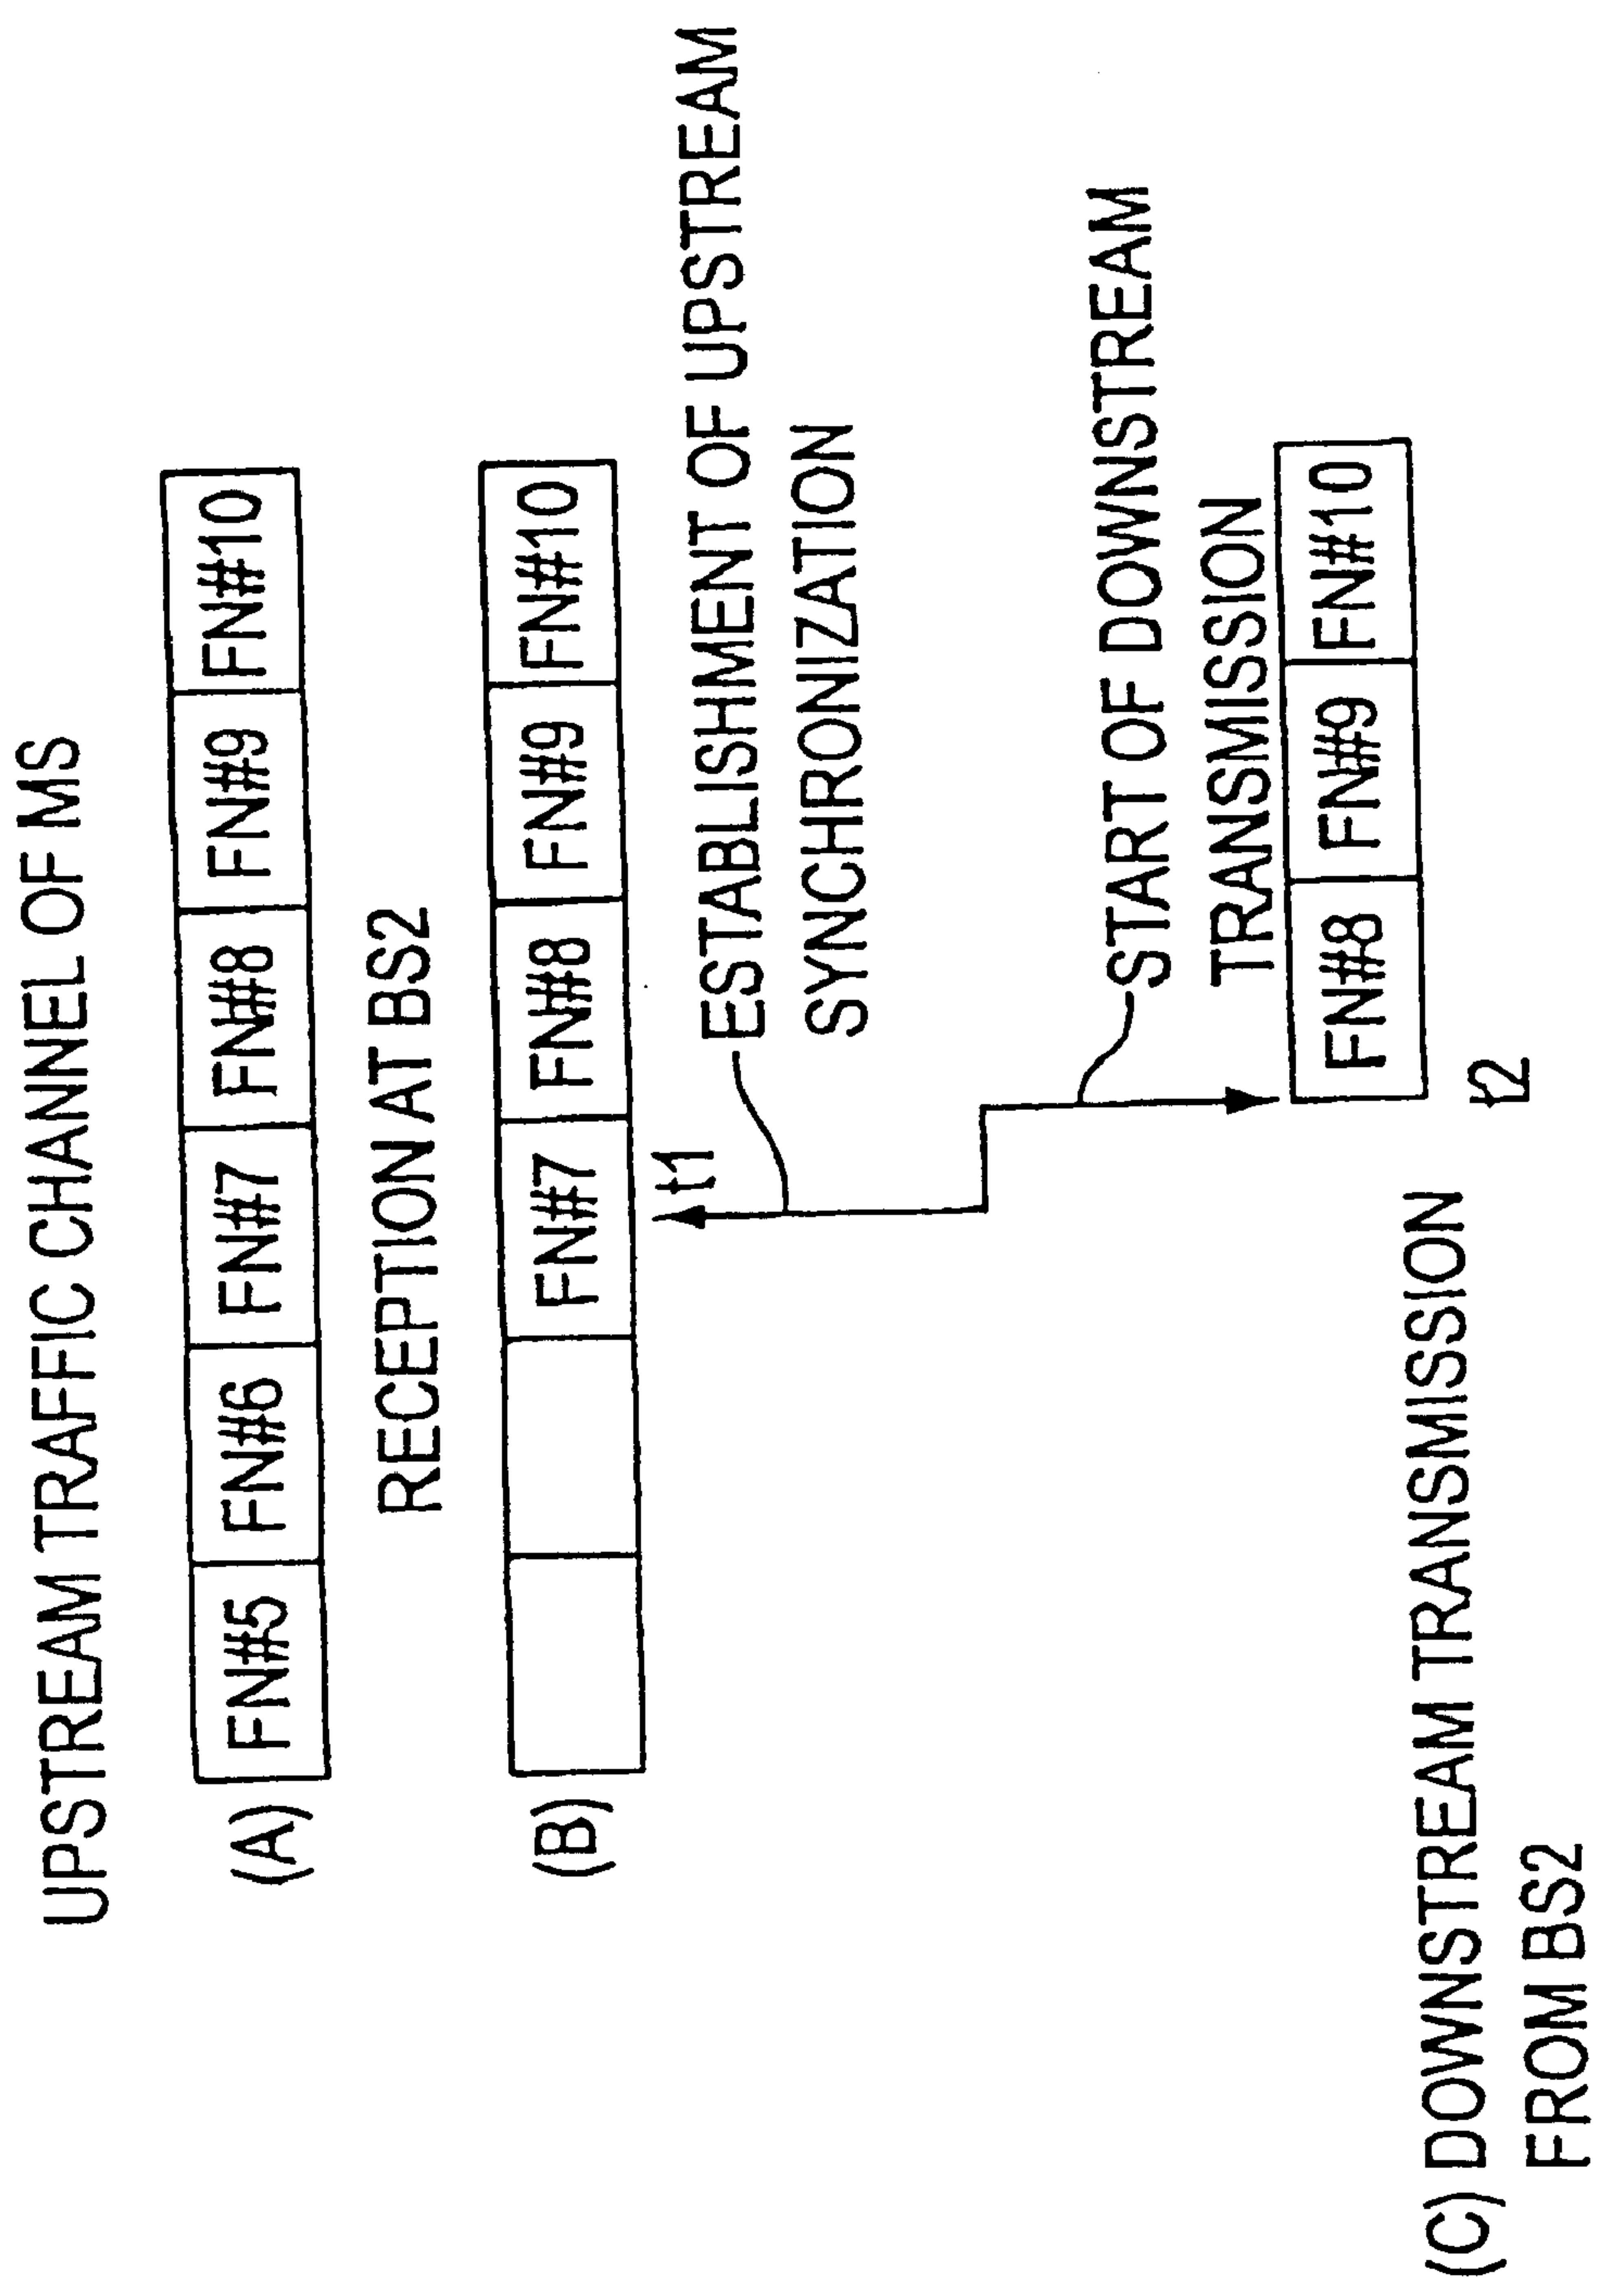 UPSTREAM TRAFFIC CHANNEL OF MS
(A) FN#5 FN#6 FN#7 FN#8 FN#9 FN#10
RECEPTION AT BS2
(B) FN#7 FN#8 FN#9 FN#10
t1
ESTABLISHMENT OF UPSTREAM
SYNCHRONIZATION
START OF DOWNSTREAM
TRANSMISSION
FN#8 FN#9 FN#10
t2
(C) DOWNSTREAM TRANSMISSION
FROM BS2